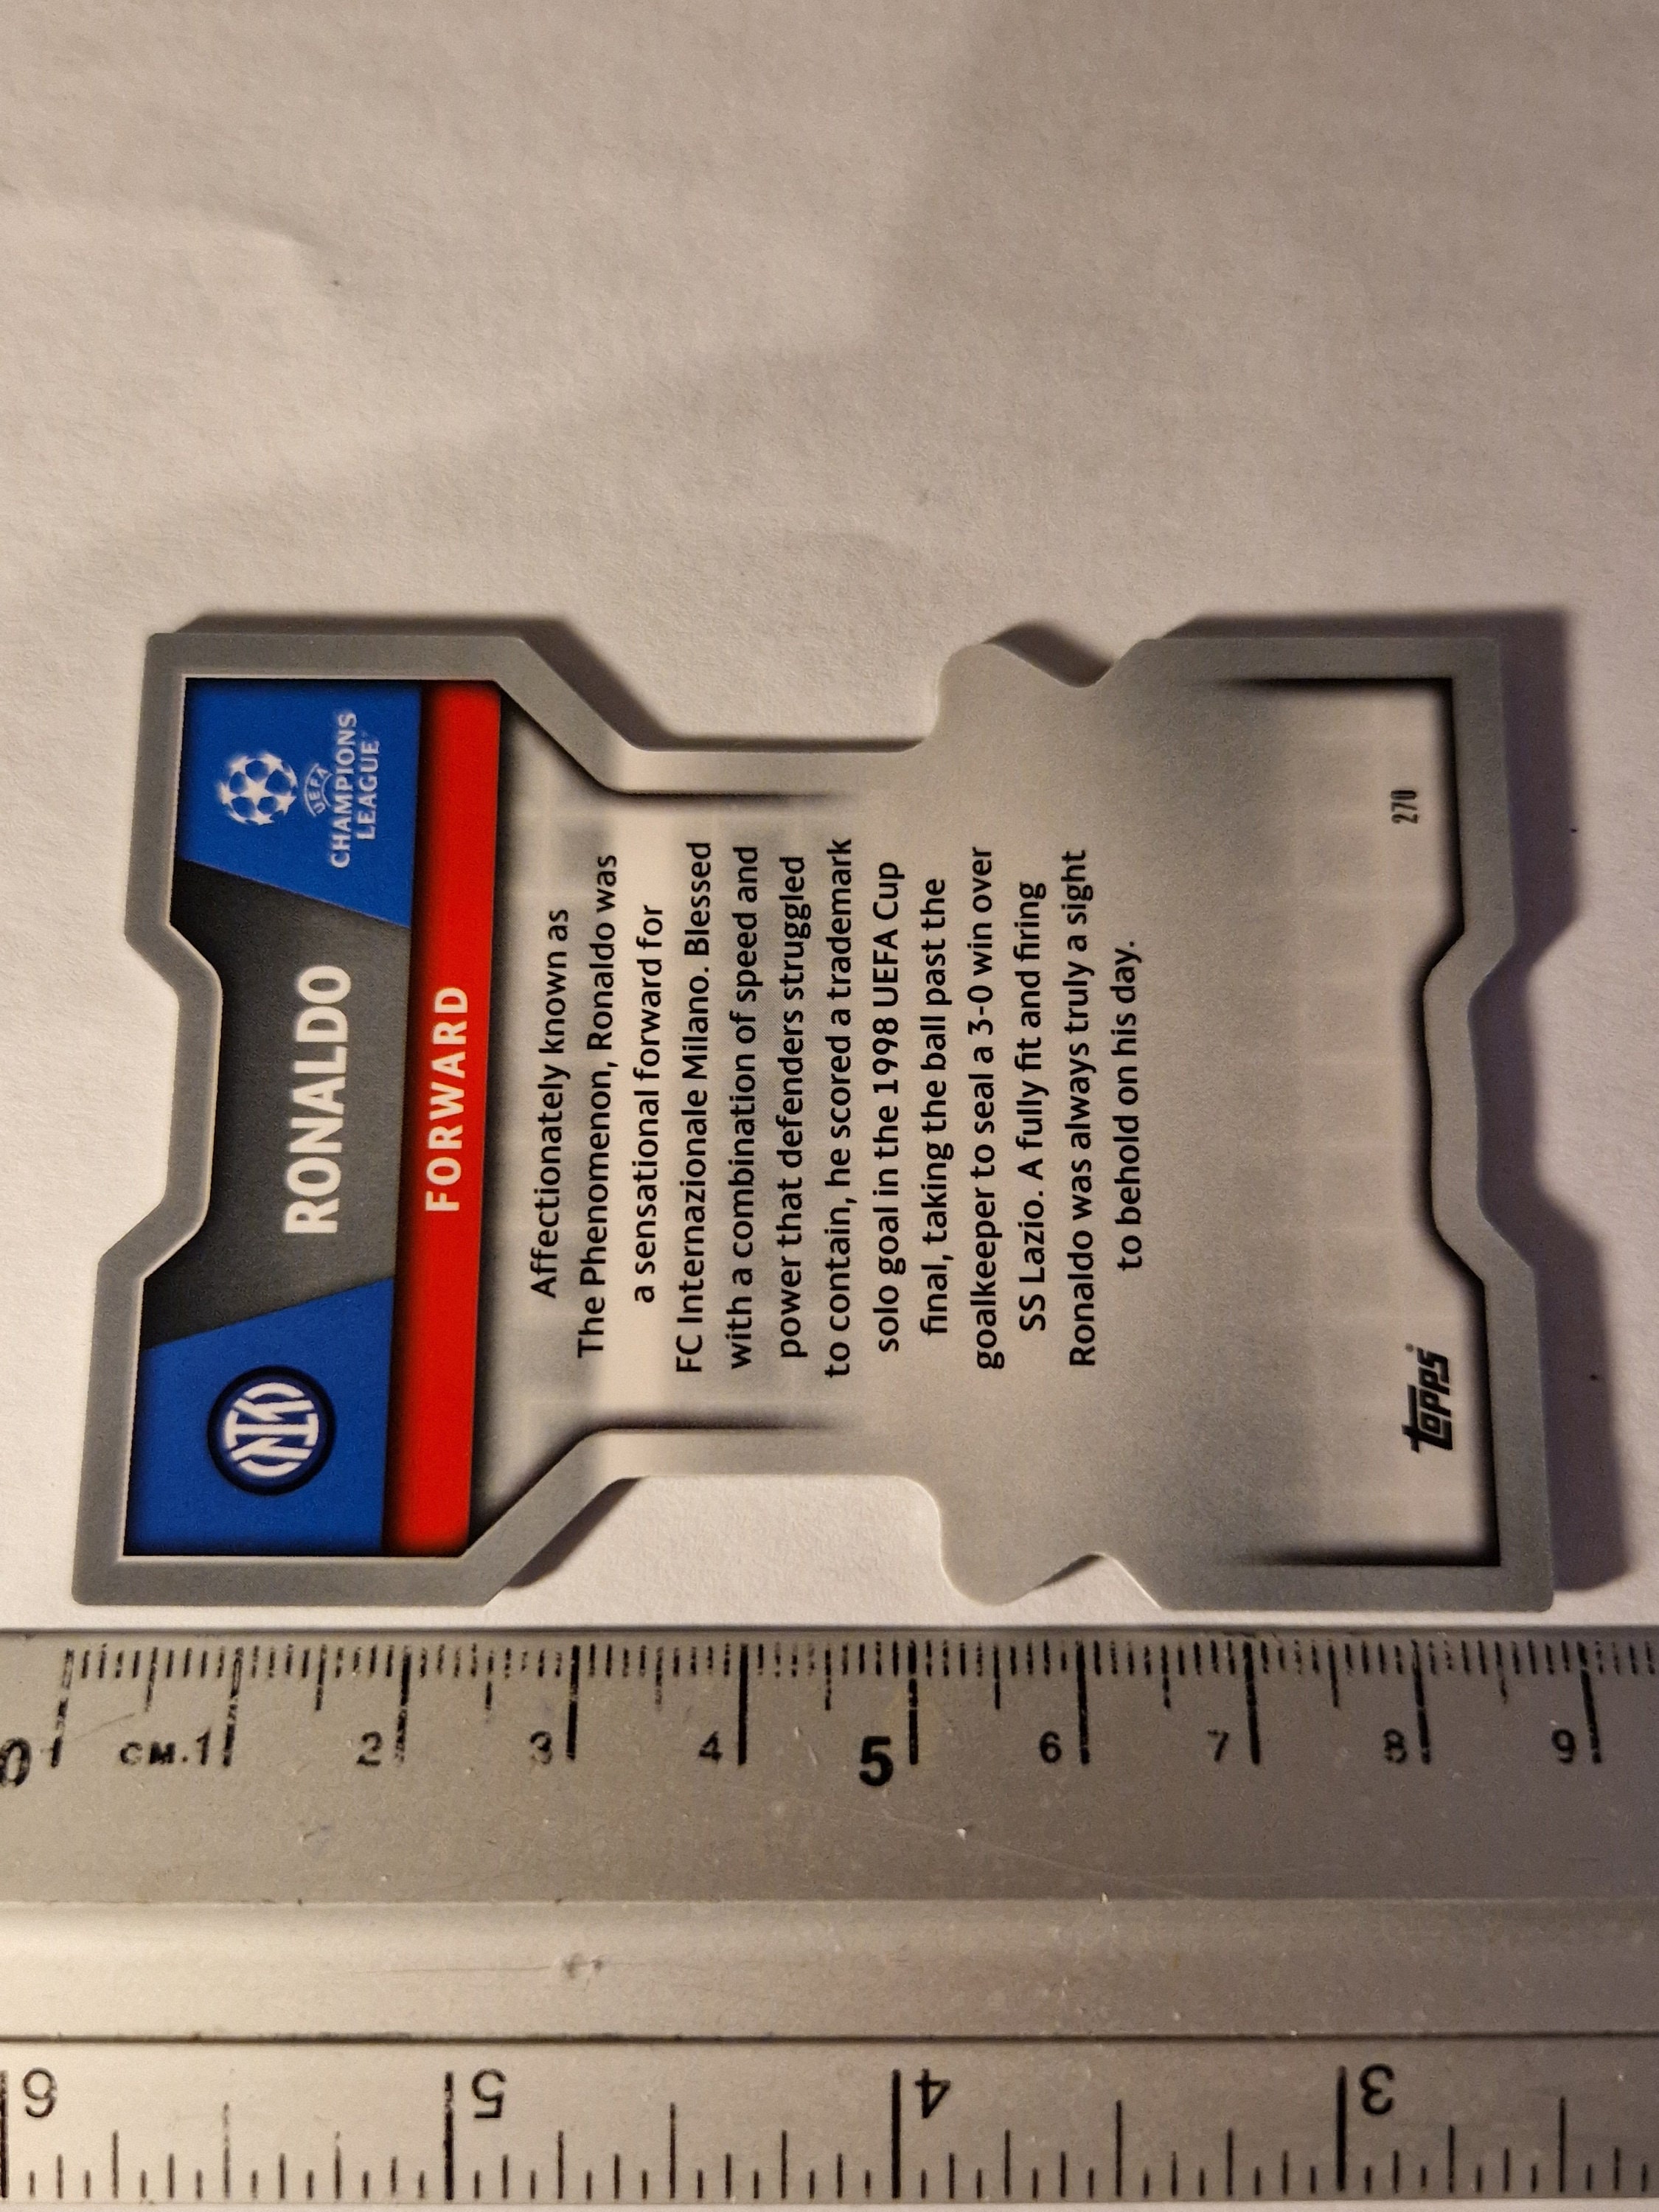 RONALDO
UEFA
CHAMPIONS
LEAGUE
FORWARD
Affectionately known as
The Phenomenon, Ronaldo was
a sensational forward for
FC Internazionale Milano. Blessed
with a combination of speed and
power that defenders struggled
to contain, he scored a trademark
solo goal in the 1998 UEFA Cup
final, taking the ball past the
goalkeeper to seal a 3-0 win over
SS Lazio. A fully fit and firing
Ronaldo was always truly a sight
to behold on his day.
topps
270
0 CM.1 2 3 4 5 6 7 8 9
6 5 4 3